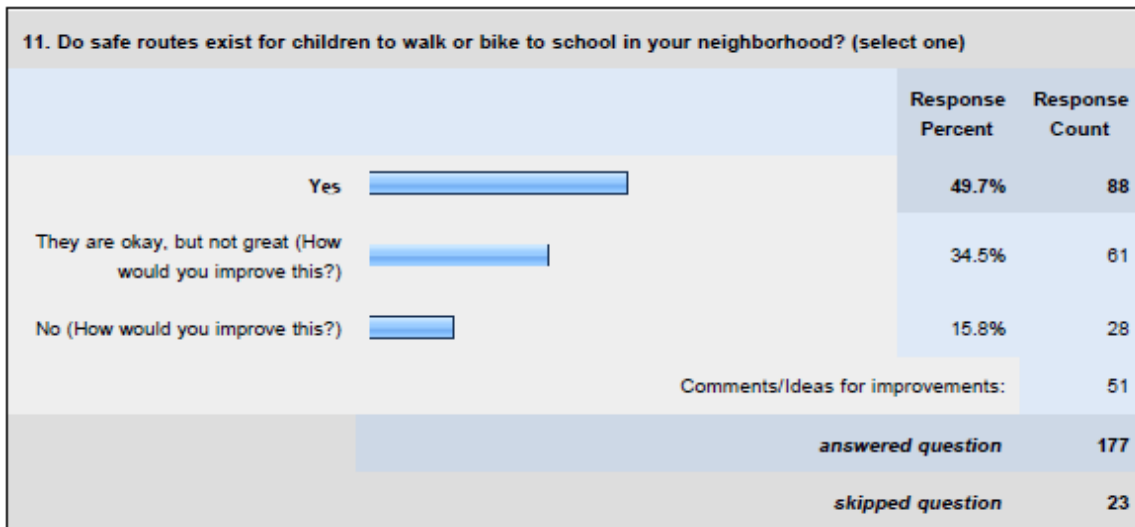 11. Do safe routes exist for children to walk or bike to school in your neighborhood? (select one)
Response Percent
Response Count
Yes 49.7% 88
They are okay, but not great (How
would you improve this?) 34.5% 61
No (How would you improve this?) 15.8% 28
Comments/Ideas for improvements: 51
answered question 177
skipped question 23